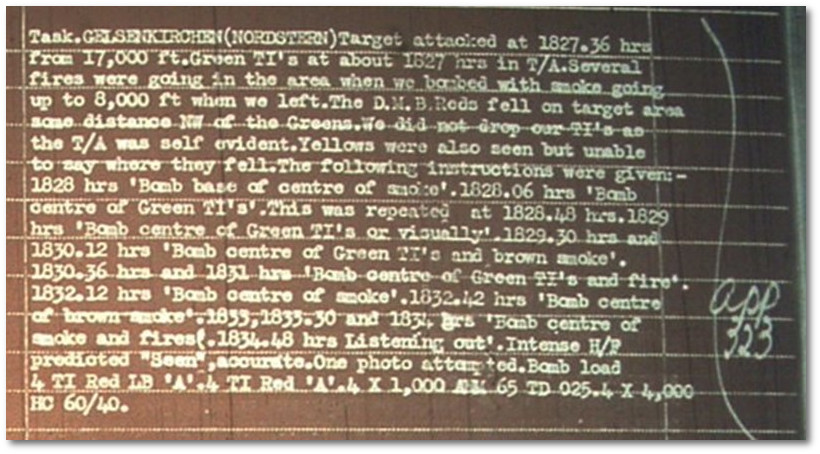 Task.GELSENKIRCHEN(NORDSTERN)Target attacked at 1827.36 hrs
from 17,000 ft.Green TI's at about 1827 hrs in T/A.Several
fires were going in the area when we bombed with smoke going
up to 8,000 ft when we left.The D.M.B.Reds fell on target area
some distance NW of the Greens.We did not drop our TI's as
the T/A was self evident.Yellows were also seen but unable
to say where they fell.The following instructions were given:-
1828 hrs 'Bomb base of centre of smoke'.1828.06 hrs 'Bomb
centre of Green TI's'.This was repeated at 1828.48 hrs.1829
hrs 'Bomb centre of Green TI's or visually'.1829.30 hrs and
1830.12 hrs 'Bomb centre of Green TI's and brown smoke'.
1830.36 hrs and 1831 hrs 'Bomb centre of Green TI's and fire'.
1832.12 hrs 'Bomb centre of smoke'.1832.42 hrs 'Bomb centre
of brown smoke'.1833,1833.30 and 1834 hrs 'Bomb centre of
smoke and fires(.1834.48 hrs Listening out'.Intense H/F
predicted "Seen",accurate.One photo attempted.Bomb load
4 TI Red LB 'A'.4 TI Red 'A'.4 X 1,000 65 TD 025.4 X 4,000
HC 60/40.
App
323